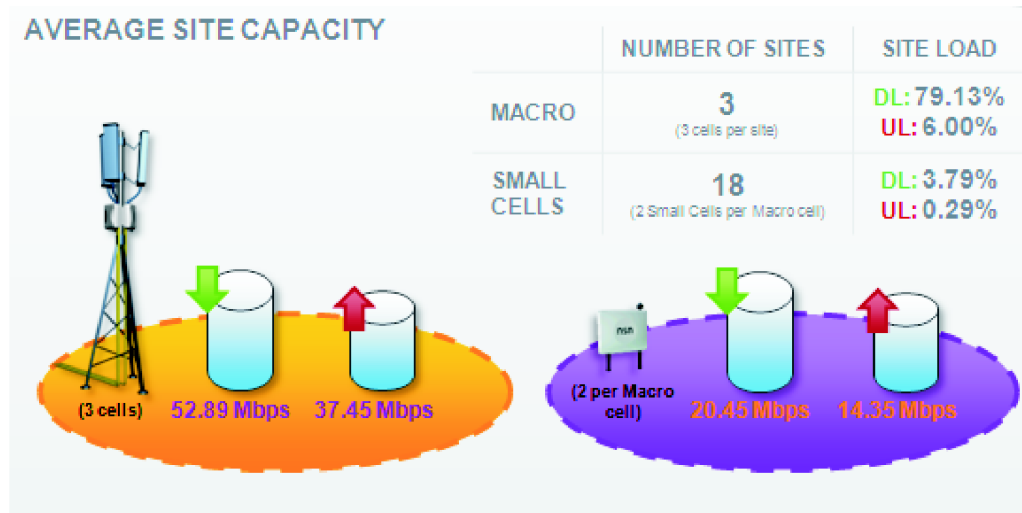 AVERAGE SITE CAPACITY
NUMBER OF SITES
SITE LOAD
MACRO
3
(3 cells per site)
DL: 79.13%
UL: 6.00%
SMALL
CELLS
18
(2 Small Cells per Macro cell)
DL: 3.79%
UL: 0.29%
(3 cells)
52.89 Mbps
37.45 Mbps
nsn
(2 per Macro
cell)
20.45 Mbps
14.35 Mbps